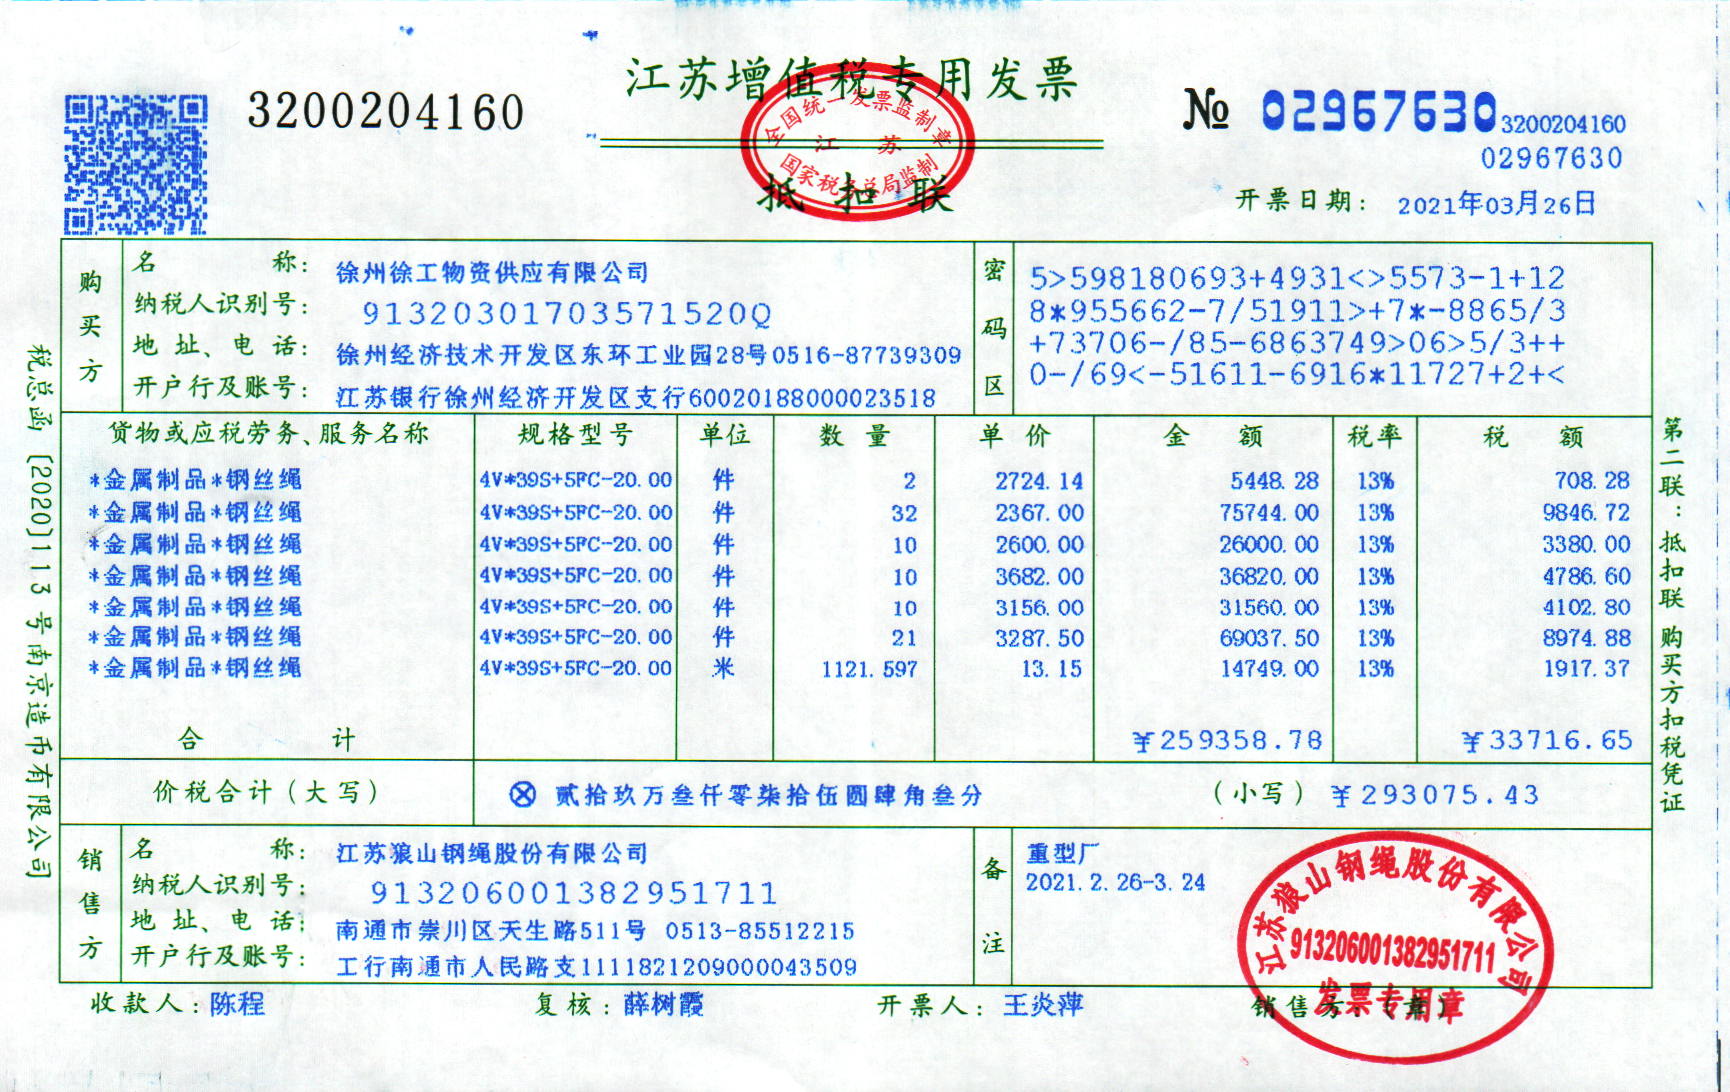 江苏增值税专用发票
3200204160
№ 02967630
3200204160
02967630
全国统一发票监制章
江 苏
国家税务总局监制
抵 扣 联
开票日期: 2021年03月26日
购买方
名 称: 徐州徐工物资供应有限公司
纳税人识别号: 91320301703571520Q
地 址、电 话: 徐州经济技术开发区东环工业园28号0516-87739309
开户行及账号: 江苏银行徐州经济开发区支行60020188000023518
密码区
5>598180693+4931<>5573-1+12
8*955662-7/51911>+7*-8865/3
+73706-/85-6863749>06>5/3++
0-/69<-51611-6916*11727+2+<
货物或应税劳务、服务名称 规格型号 单位 数 量 单 价 金 额 税率 税 额
*金属制品*钢丝绳 4V*39S+5FC-20.00 件 2 2724.14 5448.28 13% 708.28
*金属制品*钢丝绳 4V*39S+5FC-20.00 件 32 2367.00 75744.00 13% 9846.72
*金属制品*钢丝绳 4V*39S+5FC-20.00 件 10 2600.00 26000.00 13% 3380.00
*金属制品*钢丝绳 4V*39S+5FC-20.00 件 10 3682.00 36820.00 13% 4786.60
*金属制品*钢丝绳 4V*39S+5FC-20.00 件 10 3156.00 31560.00 13% 4102.80
*金属制品*钢丝绳 4V*39S+5FC-20.00 件 21 3287.50 69037.50 13% 8974.88
*金属制品*钢丝绳 4V*39S+5FC-20.00 米 1121.597 13.15 14749.00 13% 1917.37
合 计 ¥259358.78 ¥33716.65
价税合计(大写) ⊗ 贰拾玖万叁仟零柒拾伍圆肆角叁分 (小写) ¥293075.43
销售方
名 称: 江苏狼山钢绳股份有限公司
纳税人识别号: 913206001382951711
地 址、电 话: 南通市崇川区天生路511号 0513-85512215
开户行及账号: 工行南通市人民路支1111821209000043509
备注
重型厂
2021.2.26-3.24
江苏狼山钢绳股份有限公司
913206001382951711
发票专用章
收款人: 陈程 复核: 薛树霞 开票人: 王炎萍 销售方:(章)
税总函〔2020〕113号南京造币有限公司
第二联:抵扣联 购买方扣税凭证